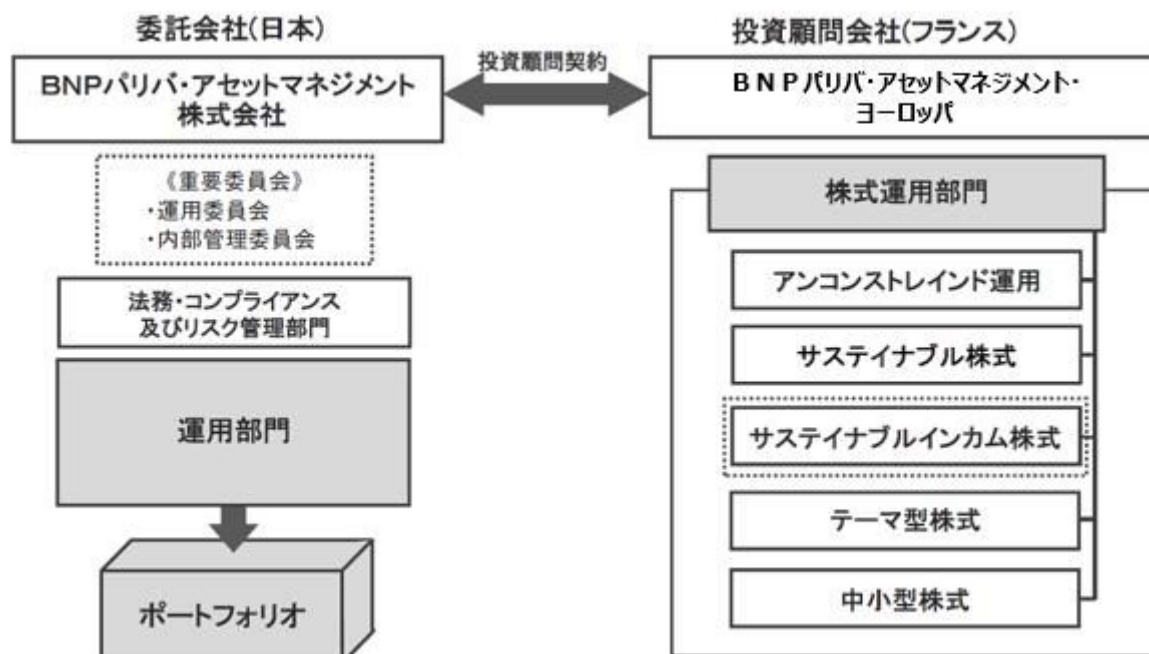 委託会社(日本)
BNPパリバ・アセットマネジメント
株式会社
《重要委員会》
・運用委員会
・内部管理委員会
法務・コンプライアンス
及びリスク管理部門
運用部門
ポートフォリオ
投資顧問契約
投資顧問会社(フランス)
BNPパリバ・アセットマネジメント・
ヨーロッパ
株式運用部門
アンコンストレインド運用
サステイナブル株式
サステイナブルインカム株式
テーマ型株式
中小型株式